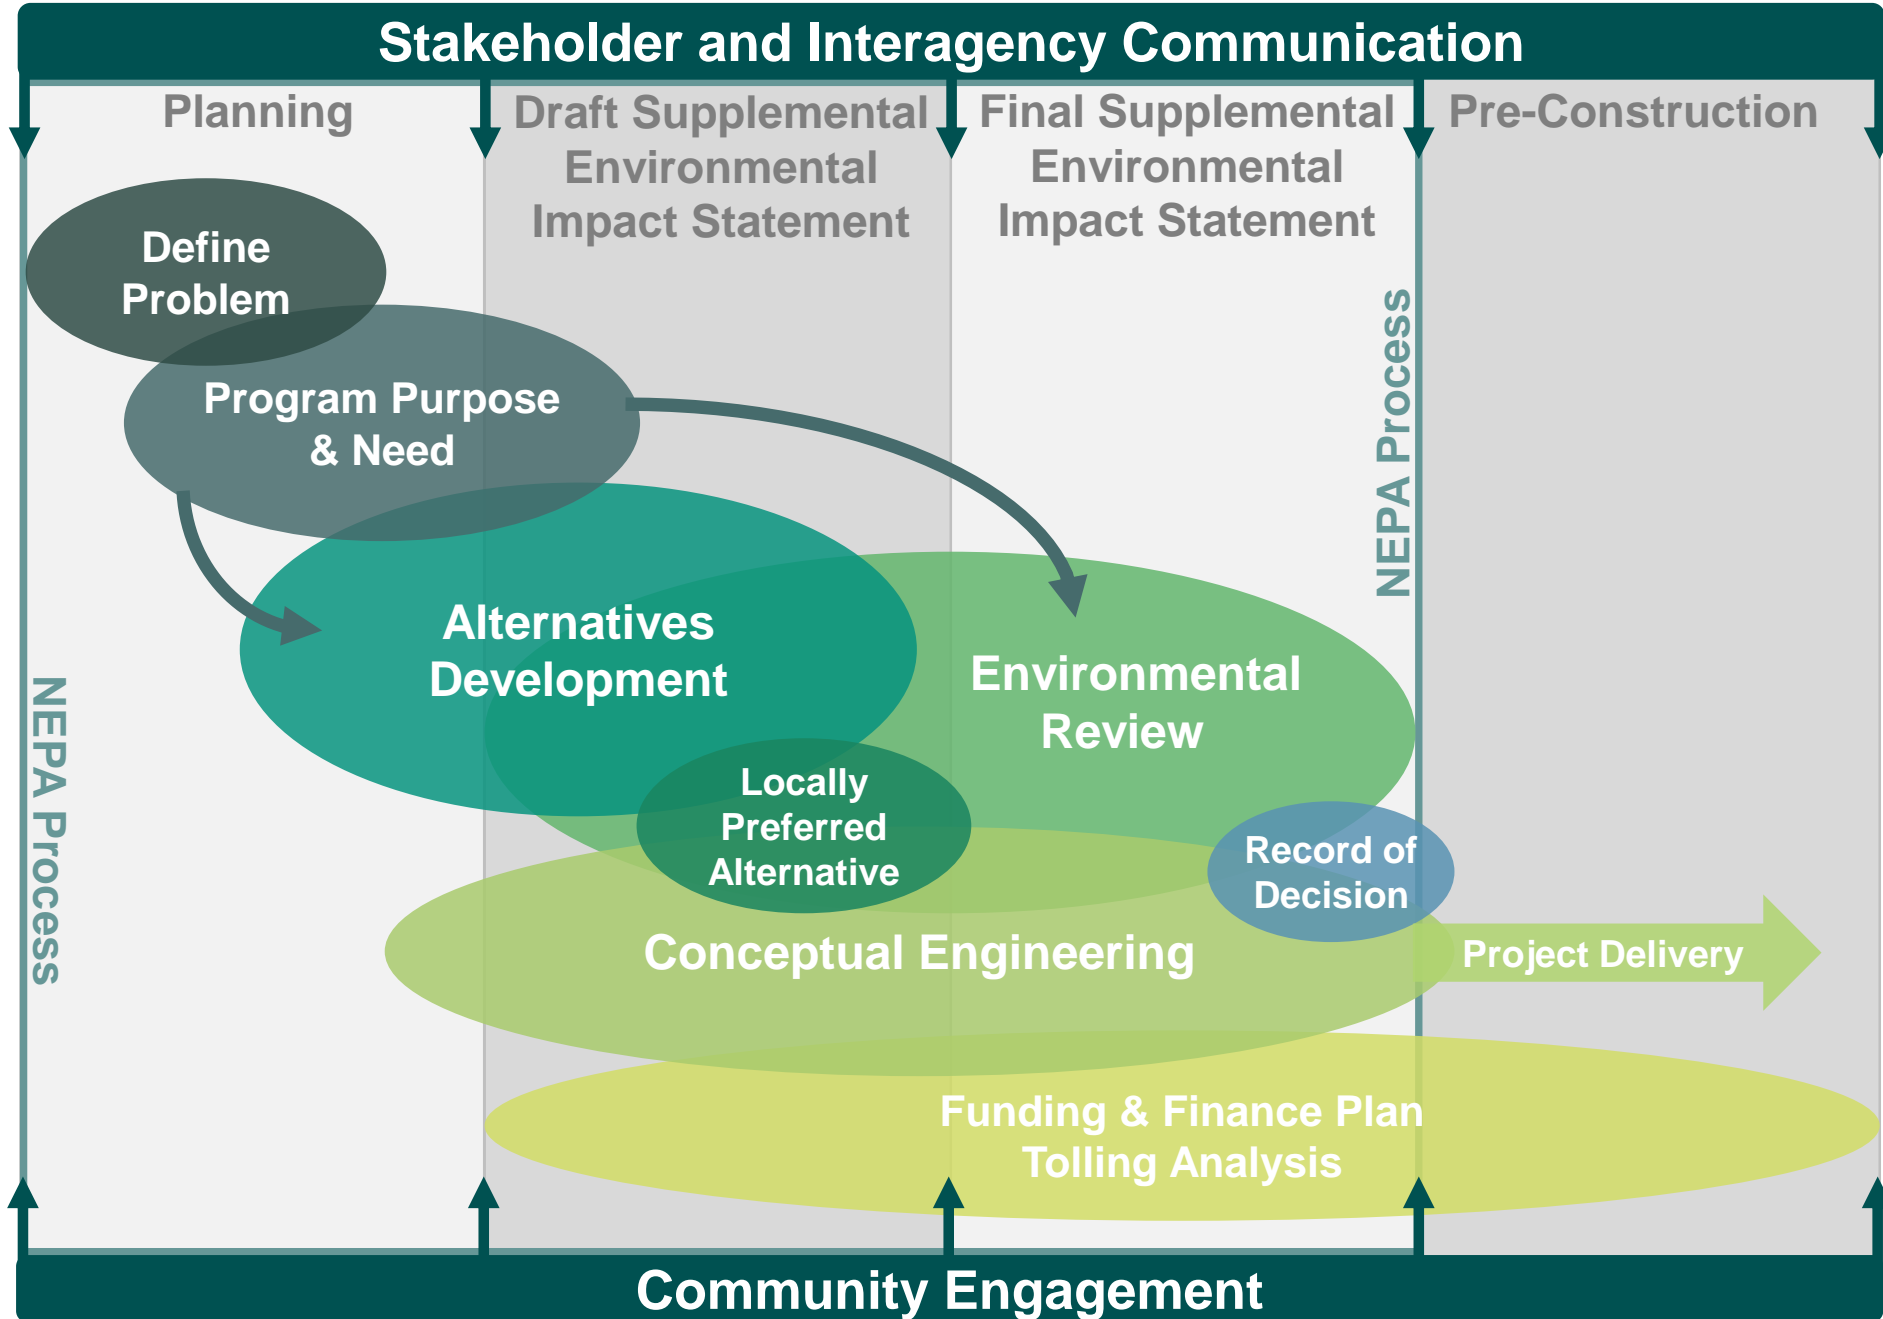 Stakeholder and Interagency Communication
Planning
Draft Supplemental
Environmental
Impact Statement
Final Supplemental
Environmental
Impact Statement
Pre-Construction
Define
Problem
Program Purpose
& Need
NEPA Process
Alternatives
Development
Environmental
Review
NEPA Process
Locally
Preferred
Alternative
Record of
Decision
Conceptual Engineering
Project Delivery
Funding & Finance Plan
Tolling Analysis
Community Engagement